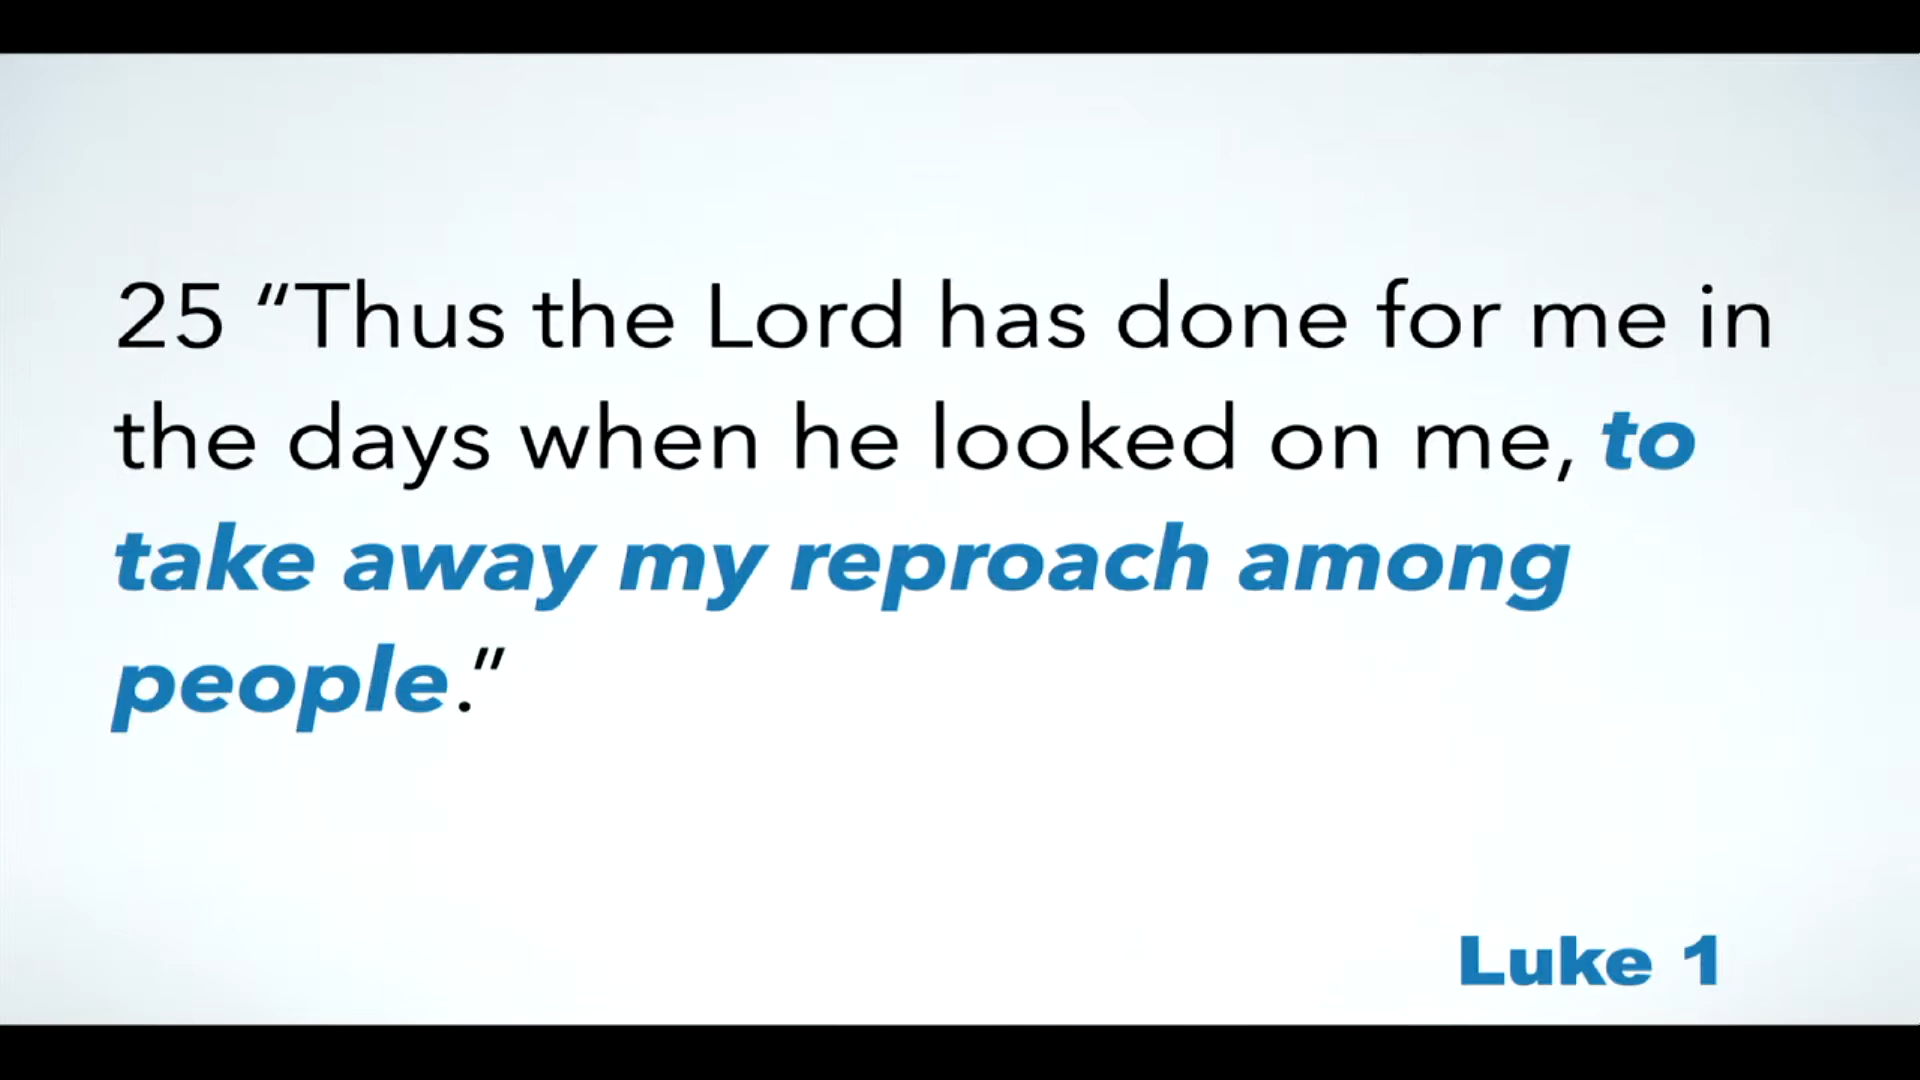 25 “Thus the Lord has done for me in
the days when he looked on me, to
take away my reproach among
people.”
Luke 1